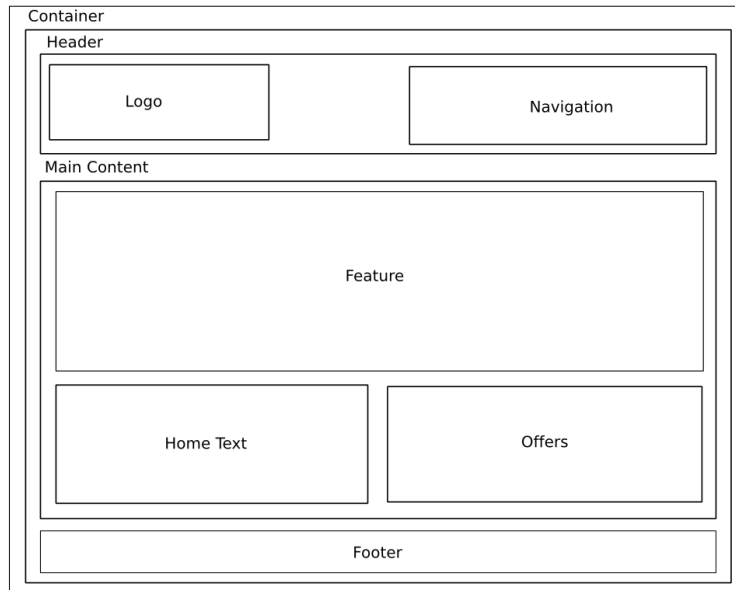 Container
Header
Logo
Navigation
Main Content
Feature
Home Text
Offers
Footer